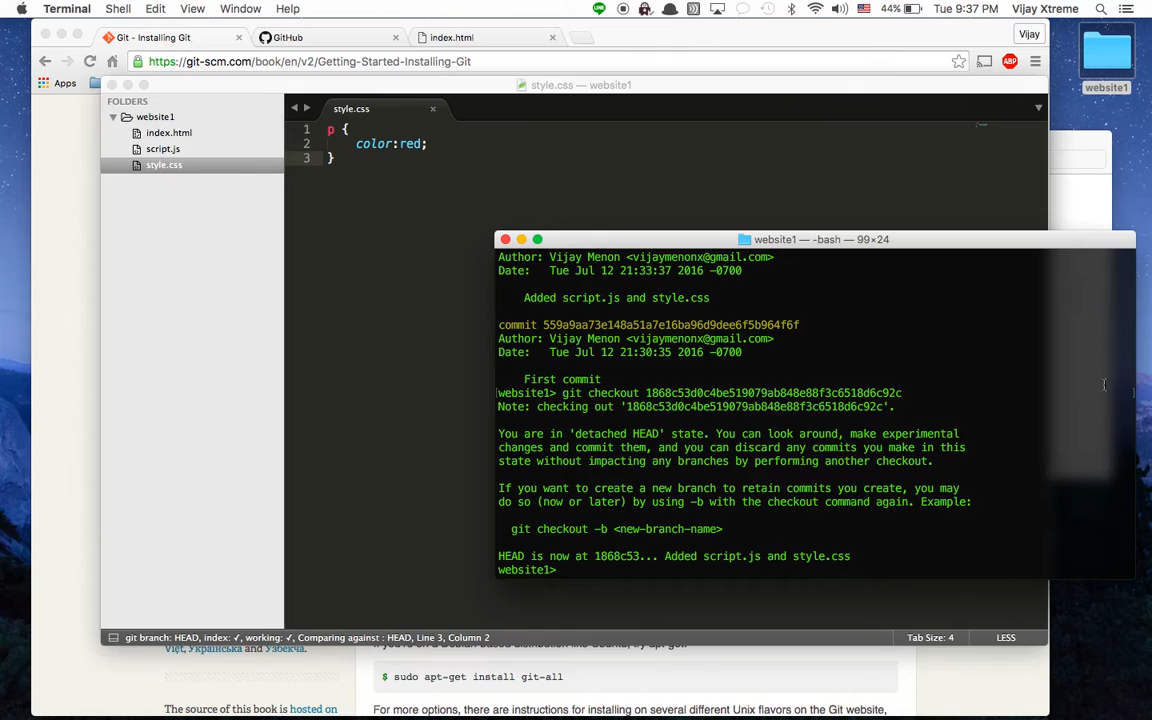 Terminal Shell Edit View Window Help 44% Tue 9:37 PM Vijay Xtreme
Git - Installing Git
GitHub
index.html
Vijay
https://git-scm.com/book/en/v2/Getting-Started-Installing-Git
ABP
Apps
style.css — website1
website1
FOLDERS
website1
index.html
script.js
style.css
style.css
1 p {
2 color:red;
3 }
website1 — -bash — 99×24
Author: Vijay Menon <vijaymenonx@gmail.com>
Date: Tue Jul 12 21:33:37 2016 -0700
Added script.js and style.css
commit 559a9aa73e148a51a7e16ba96d9dee6f5b964f6f
Author: Vijay Menon <vijaymenonx@gmail.com>
Date: Tue Jul 12 21:30:35 2016 -0700
First commit
[website1> git checkout 1868c53d0c4be519079ab848e88f3c6518d6c92c ]
Note: checking out '1868c53d0c4be519079ab848e88f3c6518d6c92c'.
You are in 'detached HEAD' state. You can look around, make experimental
changes and commit them, and you can discard any commits you make in this
state without impacting any branches by performing another checkout.
If you want to create a new branch to retain commits you create, you may
do so (now or later) by using -b with the checkout command again. Example:
git checkout -b <new-branch-name>
HEAD is now at 1868c53... Added script.js and style.css
website1>
git branch: HEAD, index: ✓, working: ✓, Comparing against : HEAD, Line 3, Column 2
Tab Size: 4
LESS
Việt, Українська and Ўзбекча.
The source of this book is hosted on
$ sudo apt-get install git-all
For more options, there are instructions for installing on several different Unix flavors on the Git website,